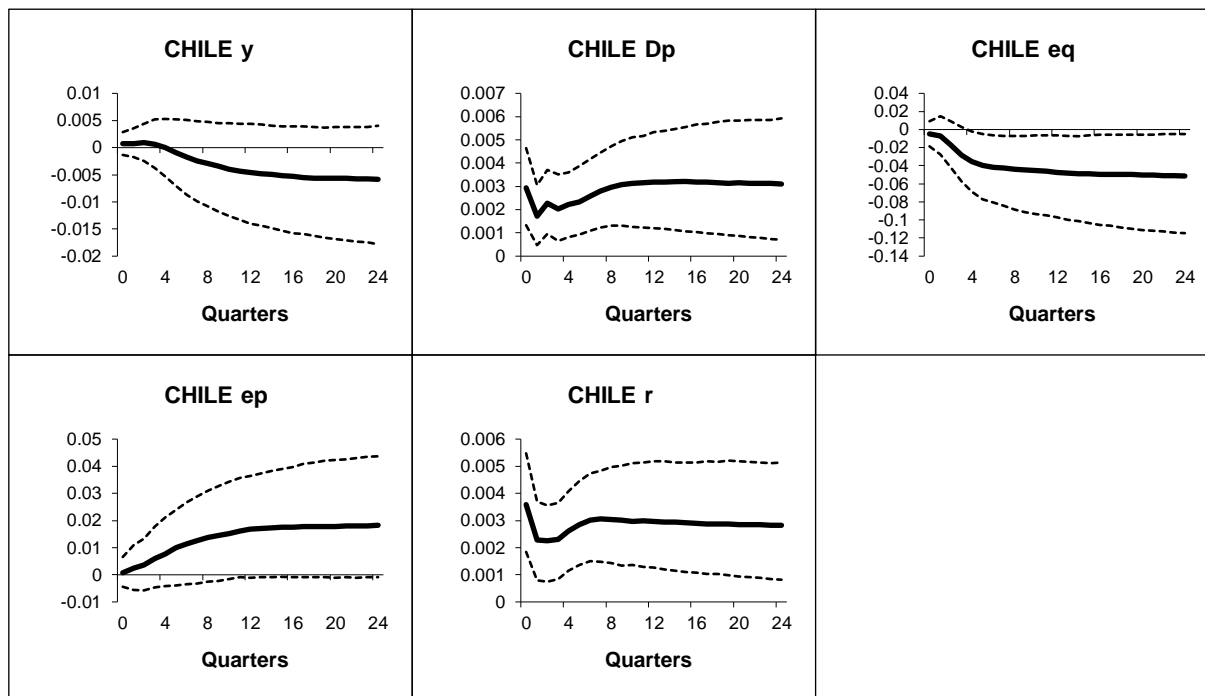 CHILE y
0.01
0.005
0
-0.005
-0.01
-0.015
-0.02
0 4 8 12 16 20 24
Quarters
CHILE Dp
0.007
0.006
0.005
0.004
0.003
0.002
0.001
0
0 4 8 12 16 20 24
Quarters
CHILE eq
0.04
0.02
0
-0.02
-0.04
-0.06
-0.08
-0.1
-0.12
-0.14
0 4 8 12 16 20 24
Quarters
CHILE ep
0.05
0.04
0.03
0.02
0.01
0
-0.01
0 4 8 12 16 20 24
Quarters
CHILE r
0.006
0.005
0.004
0.003
0.002
0.001
0
0 4 8 12 16 20 24
Quarters